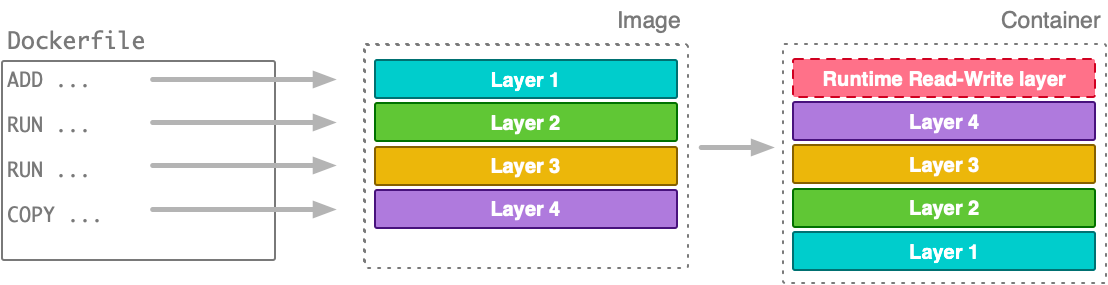 Dockerfile
ADD ...
RUN ...
RUN ...
COPY ...
Image
Layer 1
Layer 2
Layer 3
Layer 4
Container
Runtime Read-Write layer
Layer 4
Layer 3
Layer 2
Layer 1